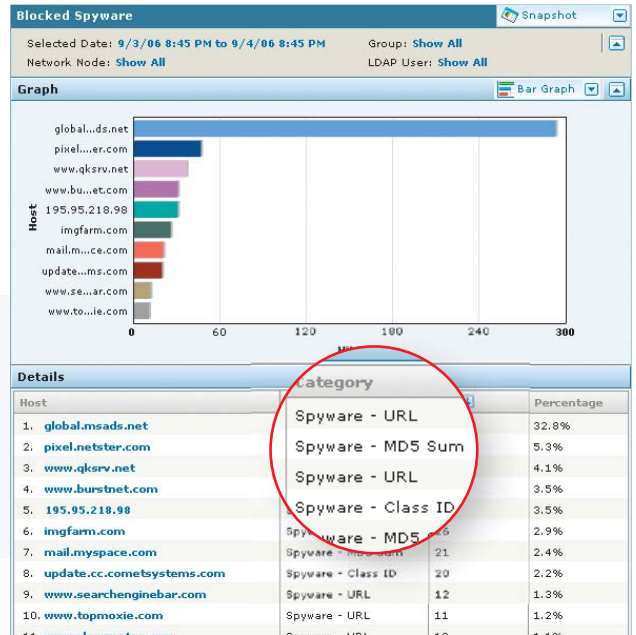 Blocked Spyware
Snapshot
Selected Date: 9/3/06 8:45 PM to 9/4/06 8:45 PM Group: Show All
Network Node: Show All LDAP User: Show All
Graph
Bar Graph
global...ds.net
pixel....er.com
www.qksrv.net
www.bu...et.com
195.95.218.98
imgfarm.com
mail.m...ce.com
update...ms.com
www.se...ar.com
www.to...ie.com
Host
0 60 120 180 240 300
Details
Host Category Percentage
1. global.msads.net Spyware - URL 32.8%
2. pixel.netster.com Spyware - MD5 Sum 5.3%
3. www.qksrv.net Spyware - URL 4.1%
4. www.burstnet.com Spyware - Class ID 3.5%
5. 195.95.218.98 3.5%
6. imgfarm.com Spyware - MD5 26 2.9%
7. mail.myspace.com Spyware - MD5 Sum 21 2.4%
8. update.cc.cometsystems.com Spyware - Class ID 20 2.2%
9. www.searchenginebar.com Spyware - URL 12 1.3%
10. www.topmoxie.com Spyware - URL 11 1.2%